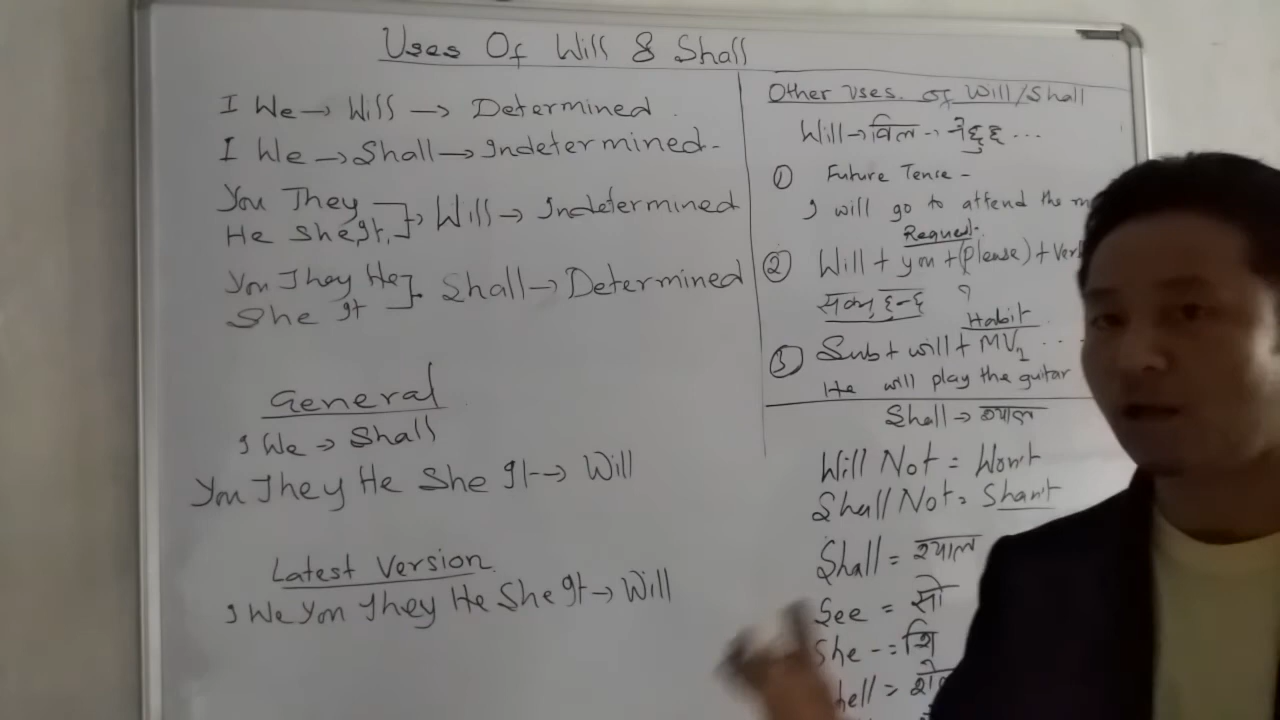 Uses Of Will & Shall
I We → Will → Determined.
I We → Shall → Indetermined-
You They
He She It. } → Will → Indetermined
You They He
She It } Shall → Determined
General
I We → Shall
You They He She It → Will
Latest Version
I We You They He She It → Will
Other Uses of Will/Shall
Will → विल
① Future Tense -
I will go to attend the
Request-
② Will + you + (Please) + Verb
?
Habit
③ Sub + will + MV1 ...
He will play the guitar
Shall → श्याल
Will Not = Won't
Shall Not = Shan't
Shall = श्याल
See = सी
She -= शि